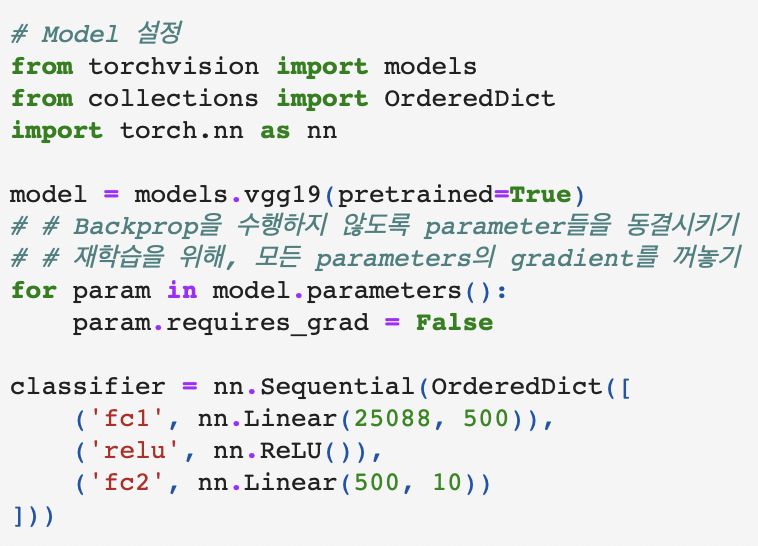 # Model 설정
from torchvision import models
from collections import OrderedDict
import torch.nn as nn

model = models.vgg19(pretrained=True)
# # Backprop을 수행하지 않도록 parameter들을 동결시키기
# # 재학습을 위해, 모든 parameters의 gradient를 꺼놓기
for param in model.parameters():
    param.requires_grad = False

classifier = nn.Sequential(OrderedDict([
    ('fc1', nn.Linear(25088, 500)),
    ('relu', nn.ReLU()),
    ('fc2', nn.Linear(500, 10))
]))